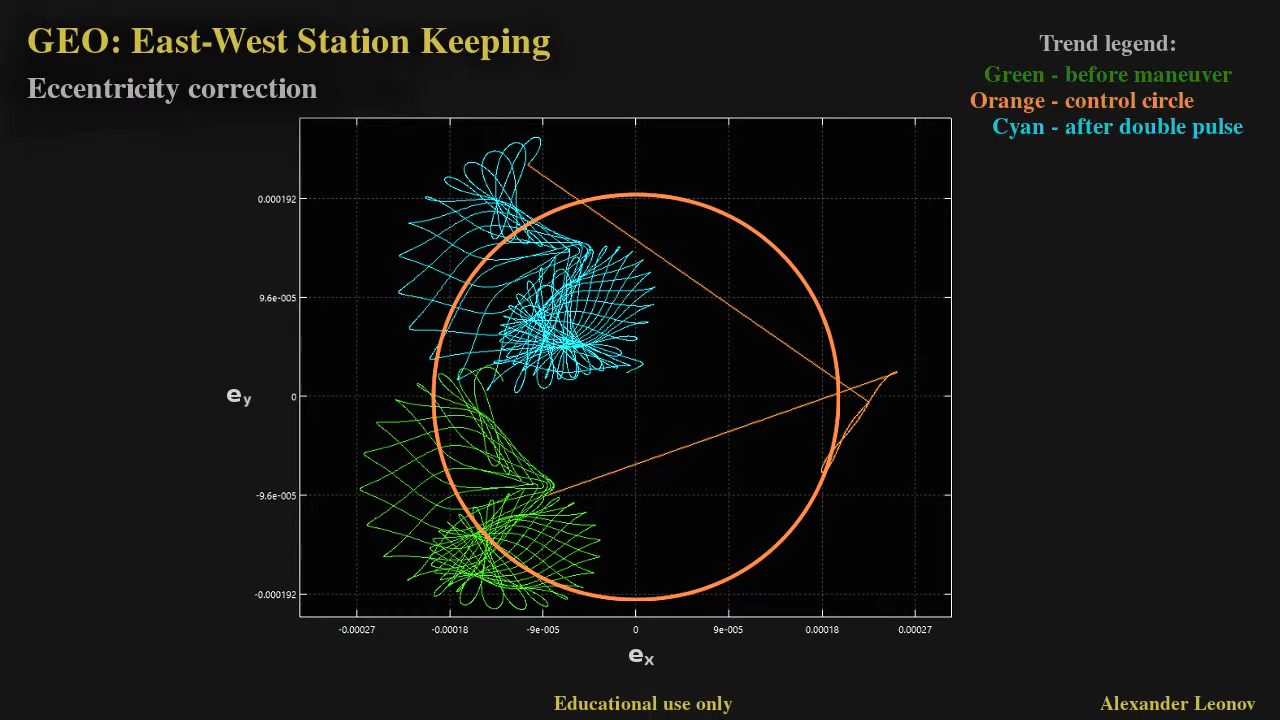 GEO: East-West Station Keeping
Eccentricity correction
Trend legend:
Green - before maneuver
Orange - control circle
Cyan - after double pulse
0.000192
9.6e-005
0
-9.6e-005
-0.000192
ey
-0.00027
-0.00018
-9e-005
0
9e-005
0.00018
0.00027
ex
Educational use only
Alexander Leonov